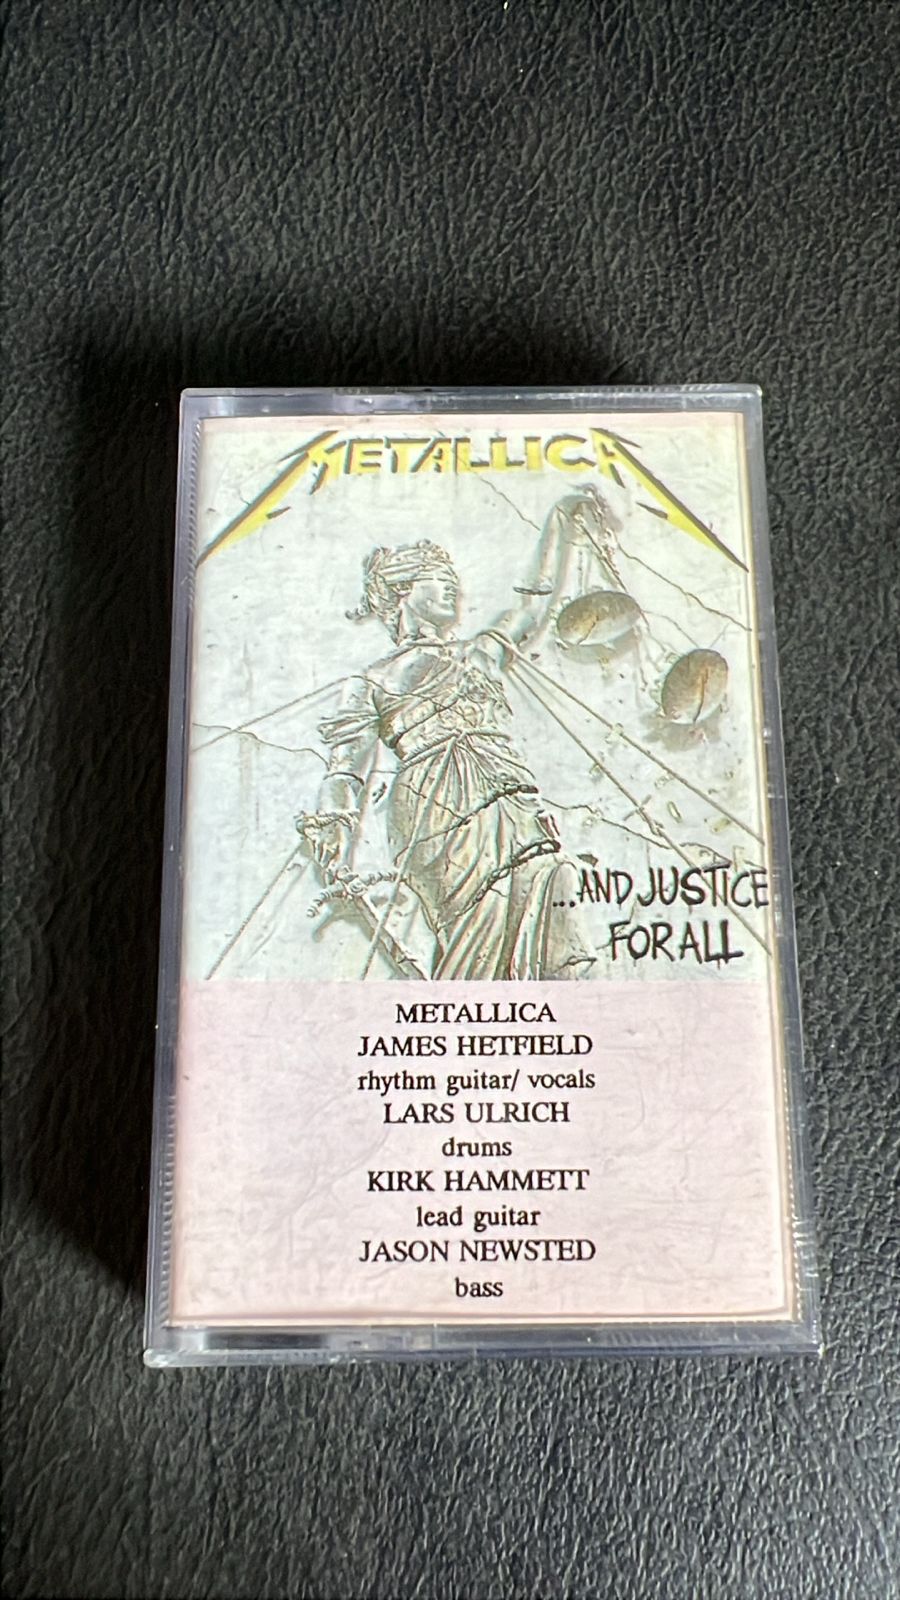 METALLICA
...AND JUSTICE
FOR ALL
METALLICA
JAMES HETFIELD
rhythm guitar/ vocals
LARS ULRICH
drums
KIRK HAMMETT
lead guitar
JASON NEWSTED
bass